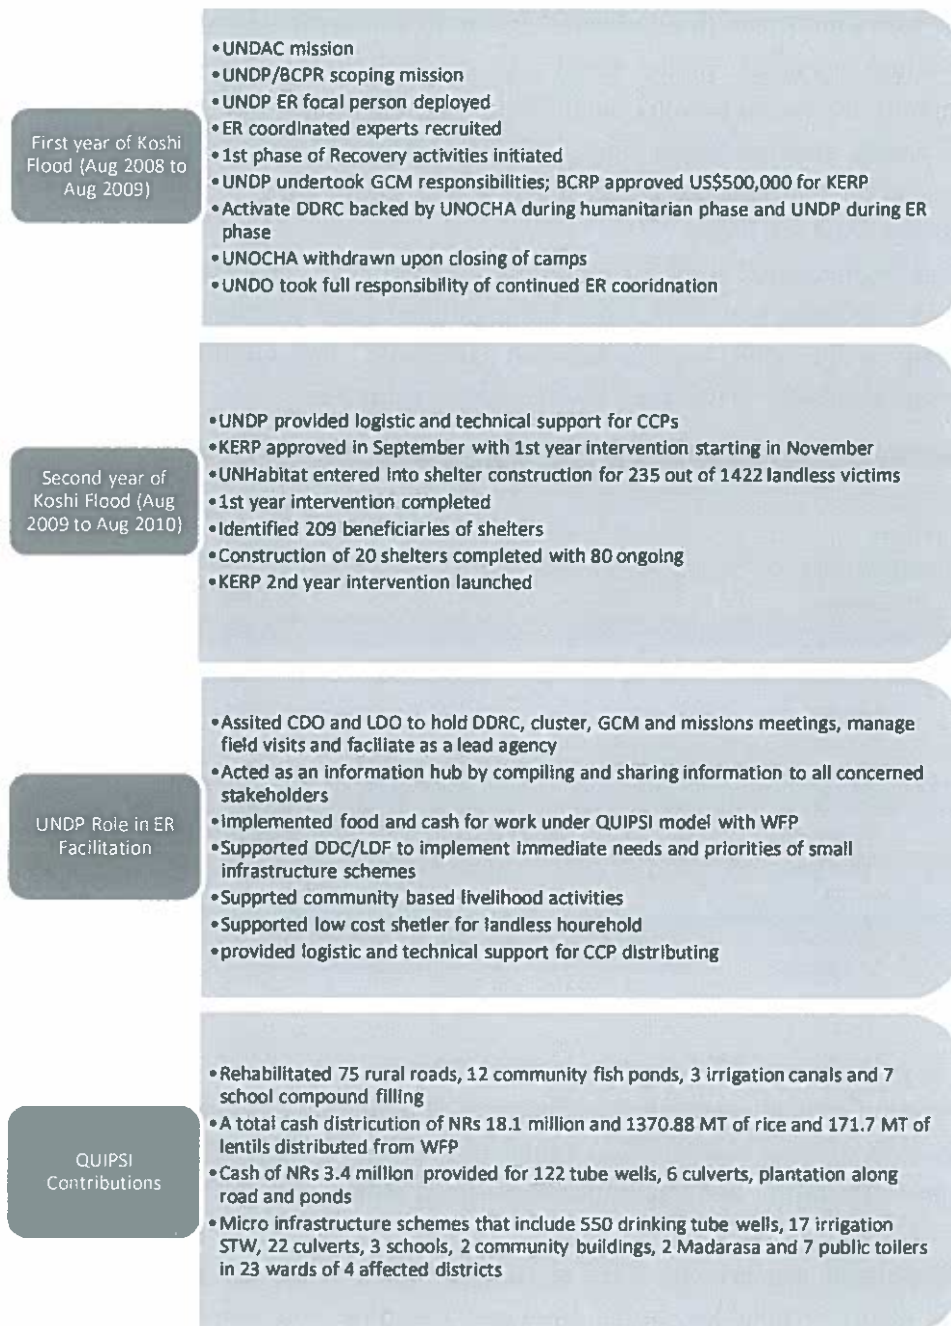 First year of Koshi
Flood (Aug 2008 to
Aug 2009)
•UNDAC mission
•UNDP/BCPR scoping mission
•UNDP ER focal person deployed
•ER coordinated experts recruited
•1st phase of Recovery activities initiated
•UNDP undertook GCM responsibilities; BCRP approved US$500,000 for KERP
•Activate DDRC backed by UNOCHA during humanitarian phase and UNDP during ER
phase
•UNOCHA withdrawn upon closing of camps
•UNDO took full responsibility of continued ER cooridnation
Second year of
Koshi Flood (Aug
2009 to Aug 2010)
•UNDP provided logistic and technical support for CCPs
•KERP approved in September with 1st year intervention starting in November
•UNHabitat entered into shelter construction for 235 out of 1422 landless victims
•1st year intervention completed
•Identified 209 beneficiaries of shelters
•Construction of 20 shelters completed with 80 ongoing
•KERP 2nd year intervention launched
UNDP Role in ER
Facilitation
•Assited CDO and LDO to hold DDRC, cluster, GCM and missions meetings, manage
field visits and faciliate as a lead agency
•Acted as an information hub by compiling and sharing information to all concerned
stakeholders
•implemented food and cash for work under QUIPSI model with WFP
•Supported DDC/LDF to implement immediate needs and priorities of small
infrastructure schemes
•Supprted community based livelihood activities
•Supported low cost shetler for landless hourehold
•provided logistic and technical support for CCP distributing
QUIPSI
Contributions
•Rehabilitated 75 rural roads, 12 community fish ponds, 3 irrigation canals and 7
school compound filling
•A total cash districution of NRs 18.1 million and 1370.88 MT of rice and 171.7 MT of
lentils distributed from WFP
•Cash of NRs 3.4 million provided for 122 tube wells, 6 culverts, plantation along
road and ponds
•Micro infrastructure schemes that include 550 drinking tube wells, 17 irrigation
STW, 22 culverts, 3 schools, 2 community buildings, 2 Madarasa and 7 public toilers
in 23 wards of 4 affected districts